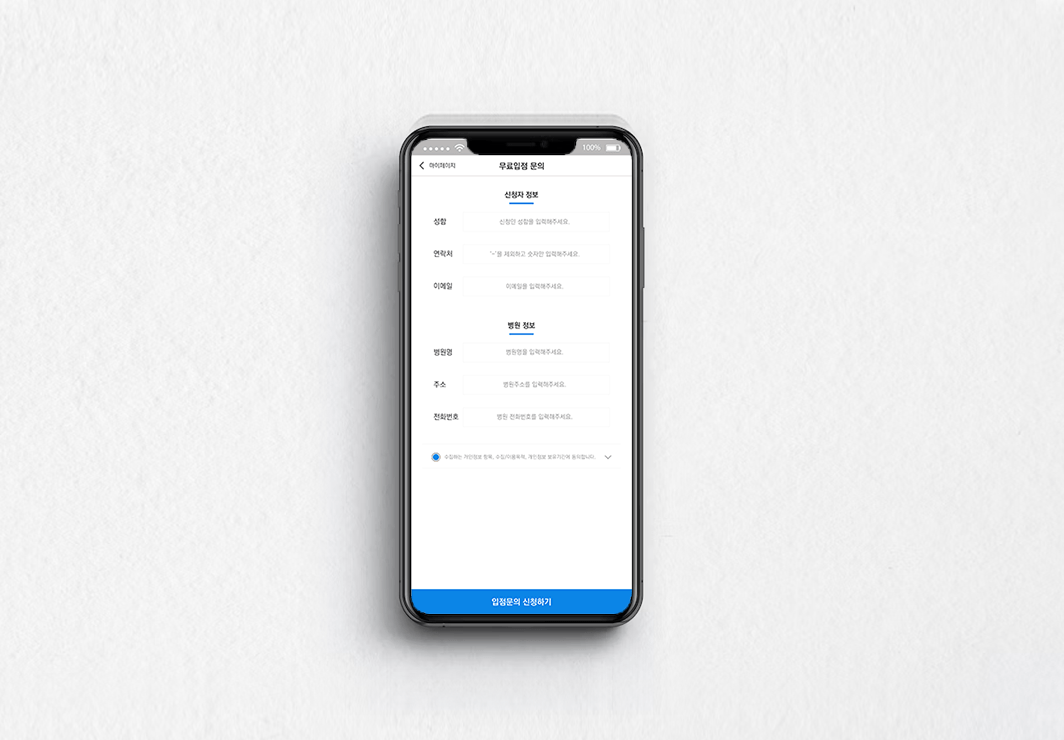 100%
마이페이지
무료입점 문의
신청자 정보
성함
신청인 성함을 입력해주세요.
연락처
'-'을 제외하고 숫자만 입력해주세요.
이메일
이메일을 입력해주세요.
병원 정보
병원명
병원명을 입력해주세요.
주소
병원주소를 입력해주세요.
전화번호
병원 전화번호를 입력해주세요.
수집하는 개인정보 항목, 수집/이용목적, 개인정보 보유기간에 동의합니다.
입점문의 신청하기